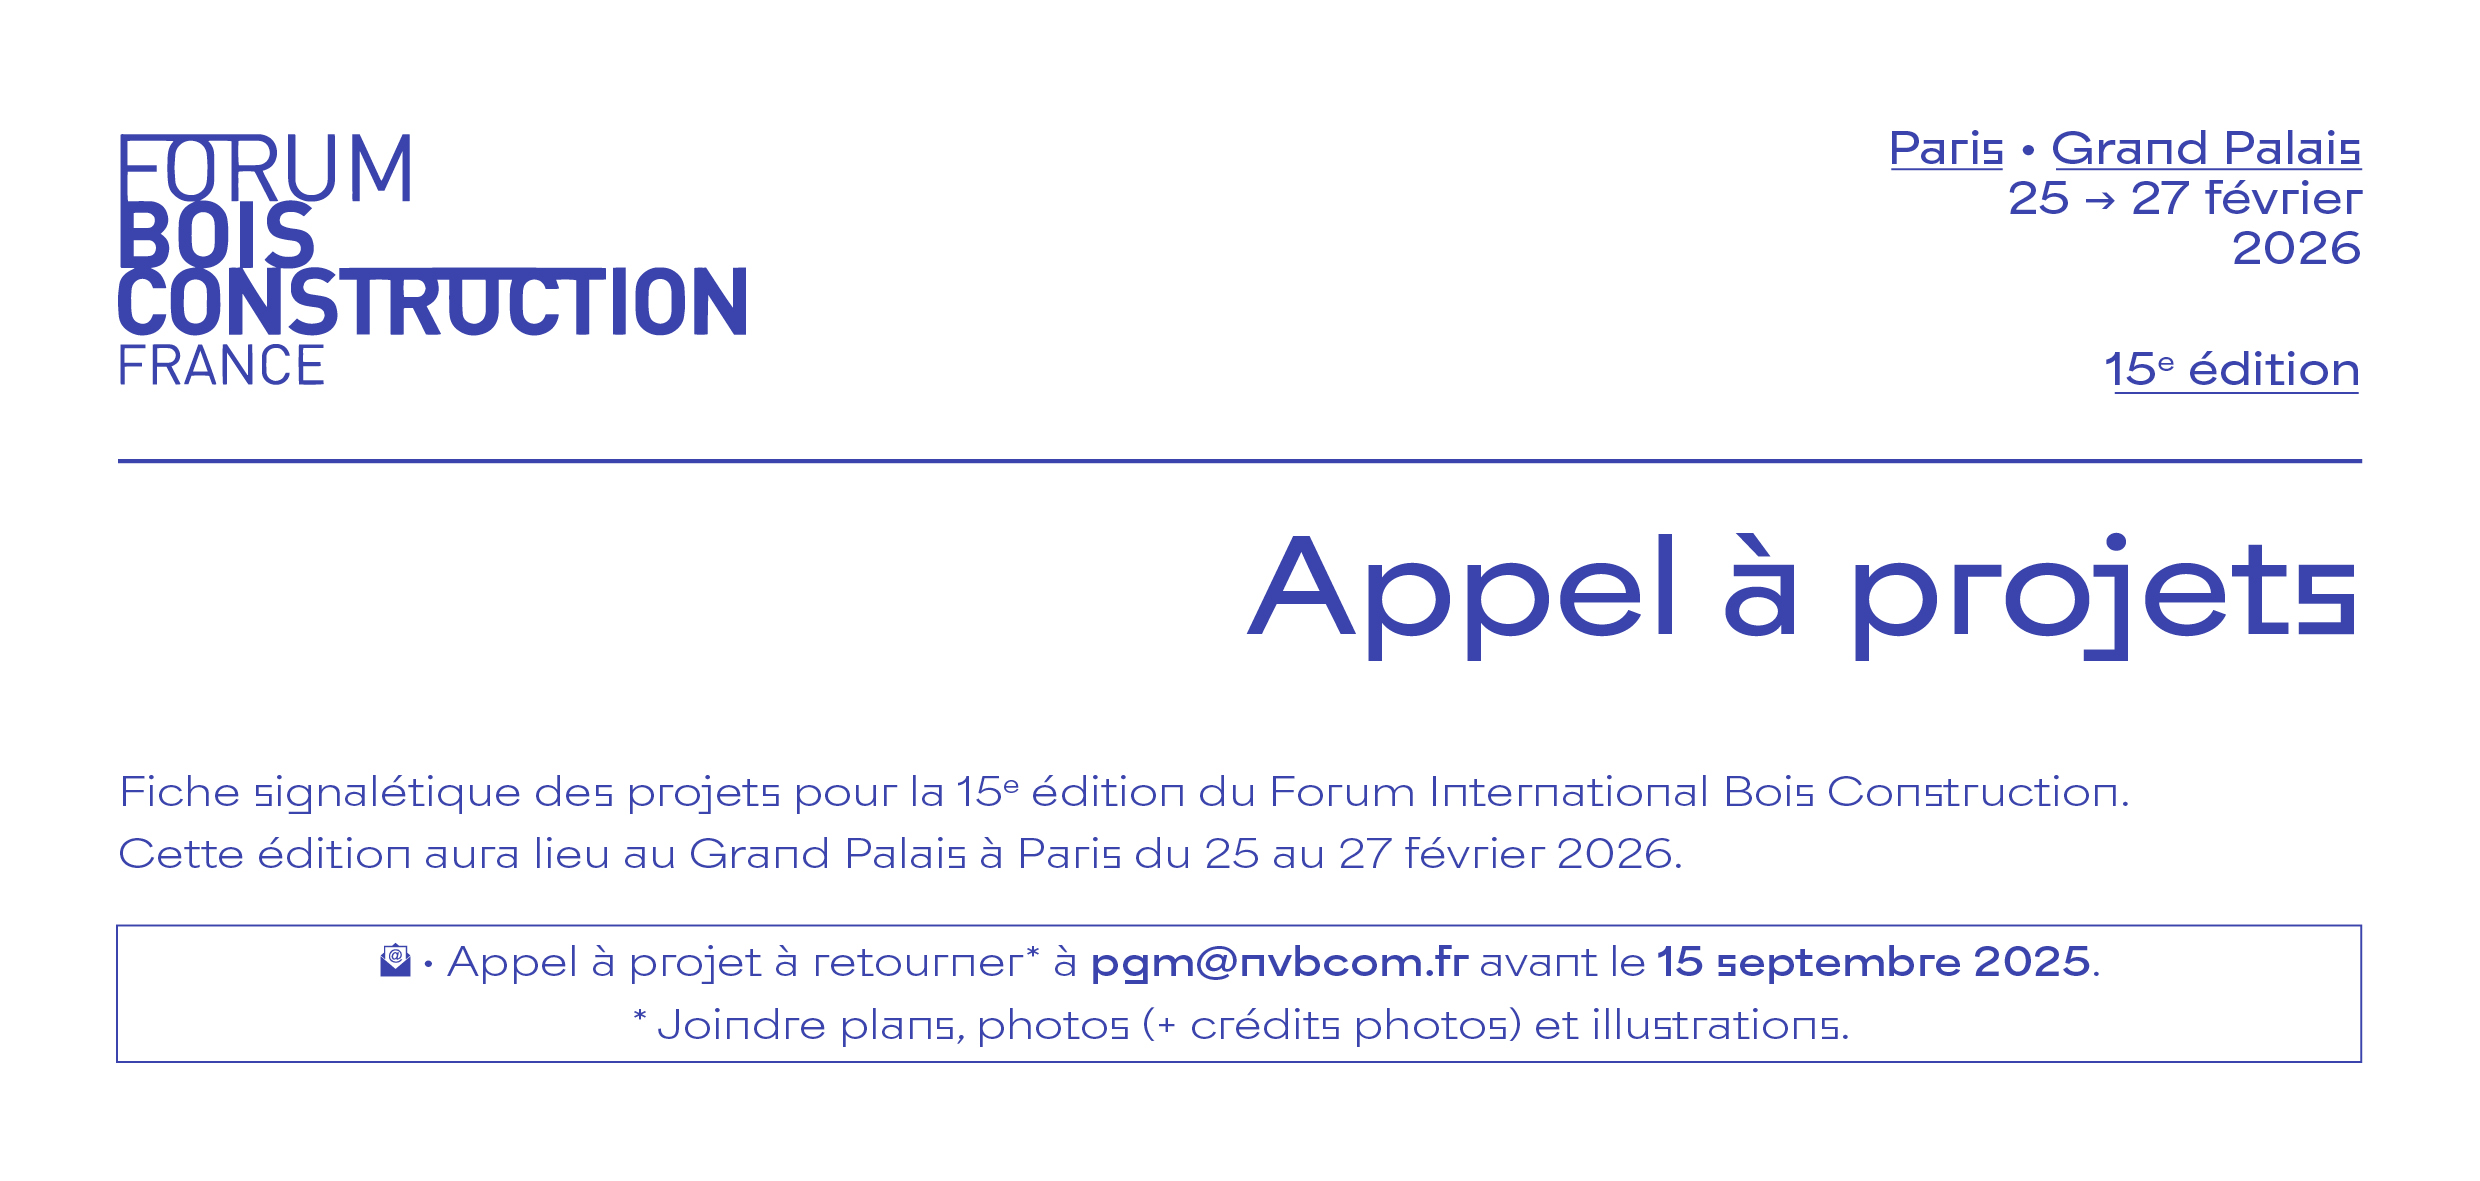 FORUM
BOIS
CONSTRUCTION
FRANCE
Paris • Grand Palais
25 → 27 février
2026
15e édition
Appel à projets
Fiche signalétique des projets pour la 15e édition du Forum International Bois Construction.
Cette édition aura lieu au Grand Palais à Paris du 25 au 27 février 2026.
@ • Appel à projet à retourner* à pgm@nvbcom.fr avant le 15 septembre 2025.
* Joindre plans, photos (+ crédits photos) et illustrations.